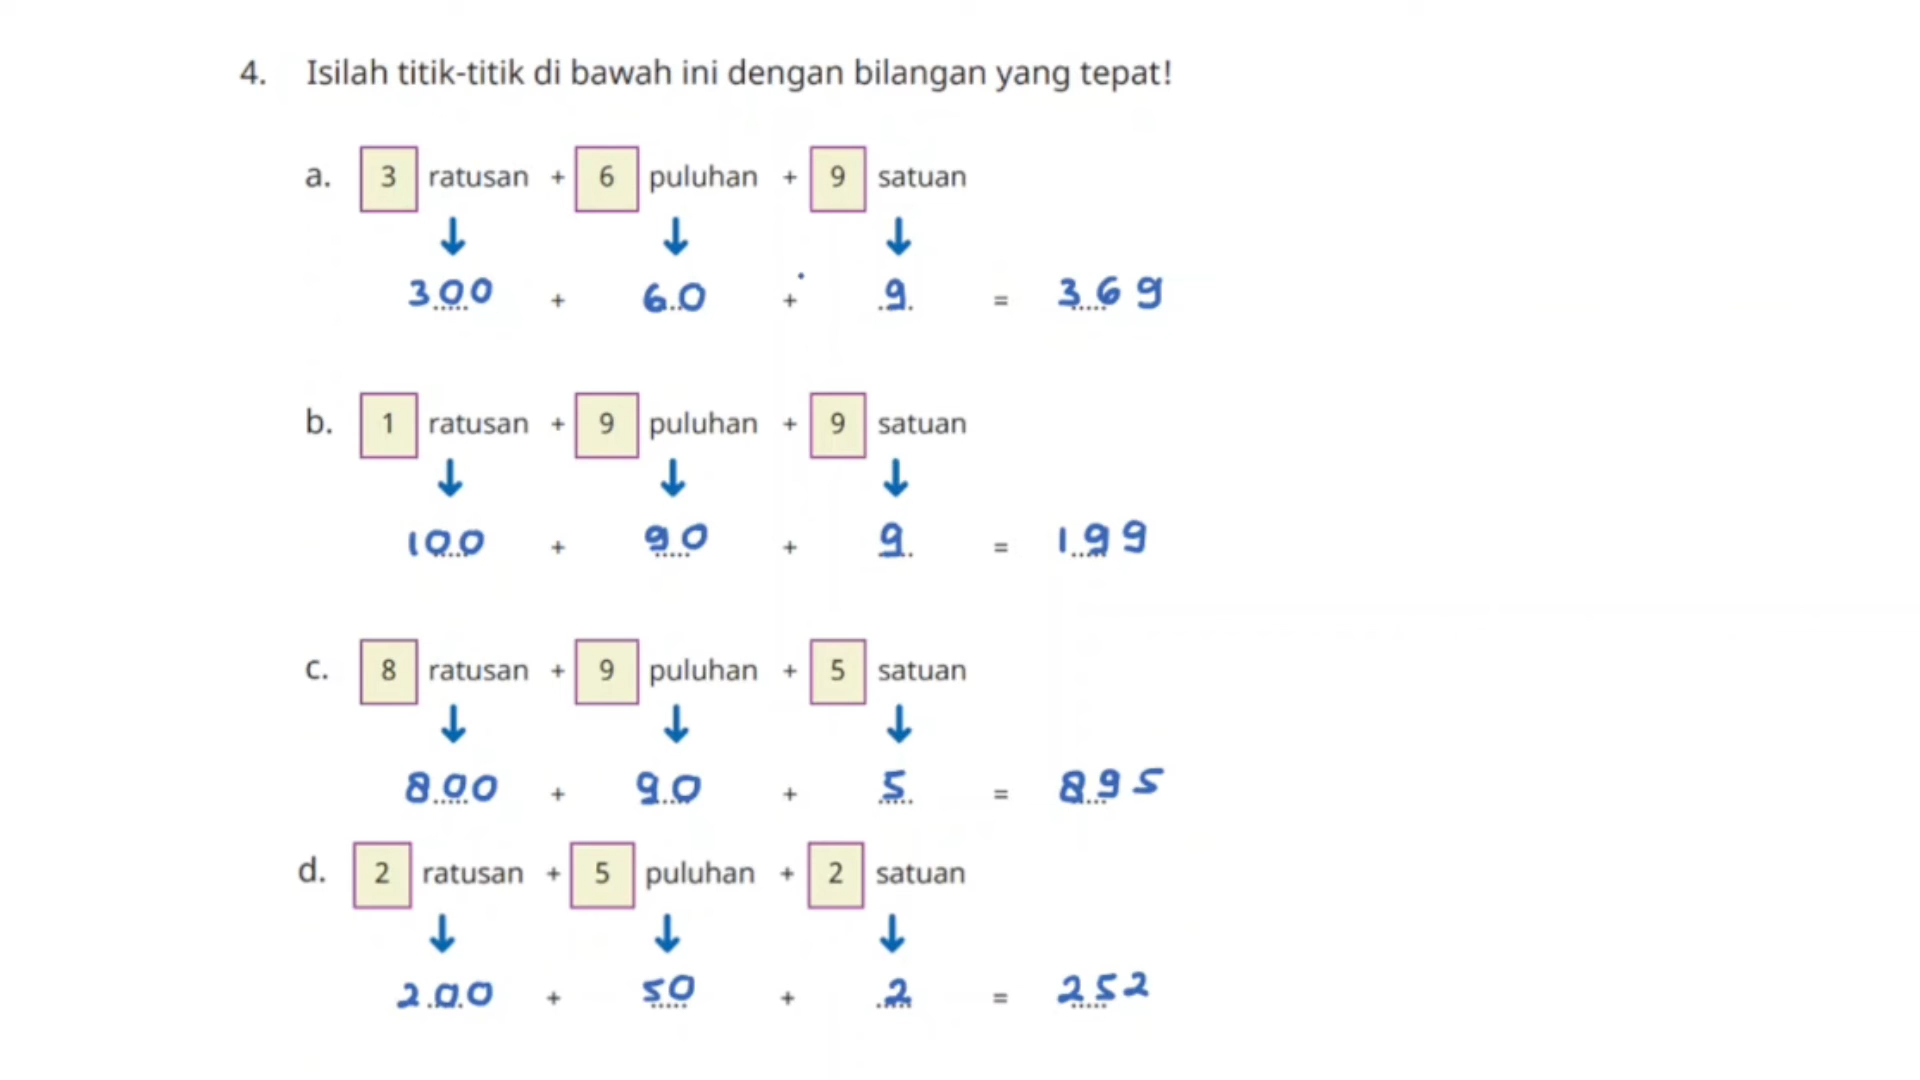 4. Isilah titik-titik di bawah ini dengan bilangan yang tepat!
a. 3 ratusan + 6 puluhan + 9 satuan
300 + 60 + 9 = 369
b. 1 ratusan + 9 puluhan + 9 satuan
100 + 90 + 9 = 199
c. 8 ratusan + 9 puluhan + 5 satuan
800 + 90 + 5 = 895
d. 2 ratusan + 5 puluhan + 2 satuan
200 + 50 + 2 = 252